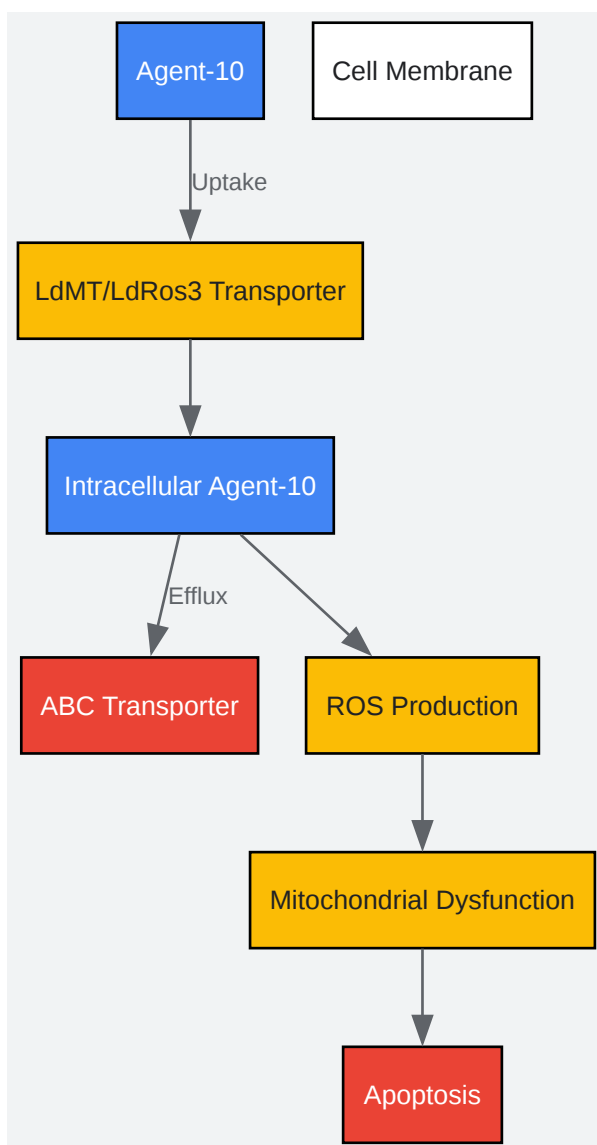 Agent-10
Cell Membrane
Uptake
LdMT/LdRos3 Transporter
Intracellular Agent-10
Efflux
ABC Transporter
ROS Production
Mitochondrial Dysfunction
Apoptosis